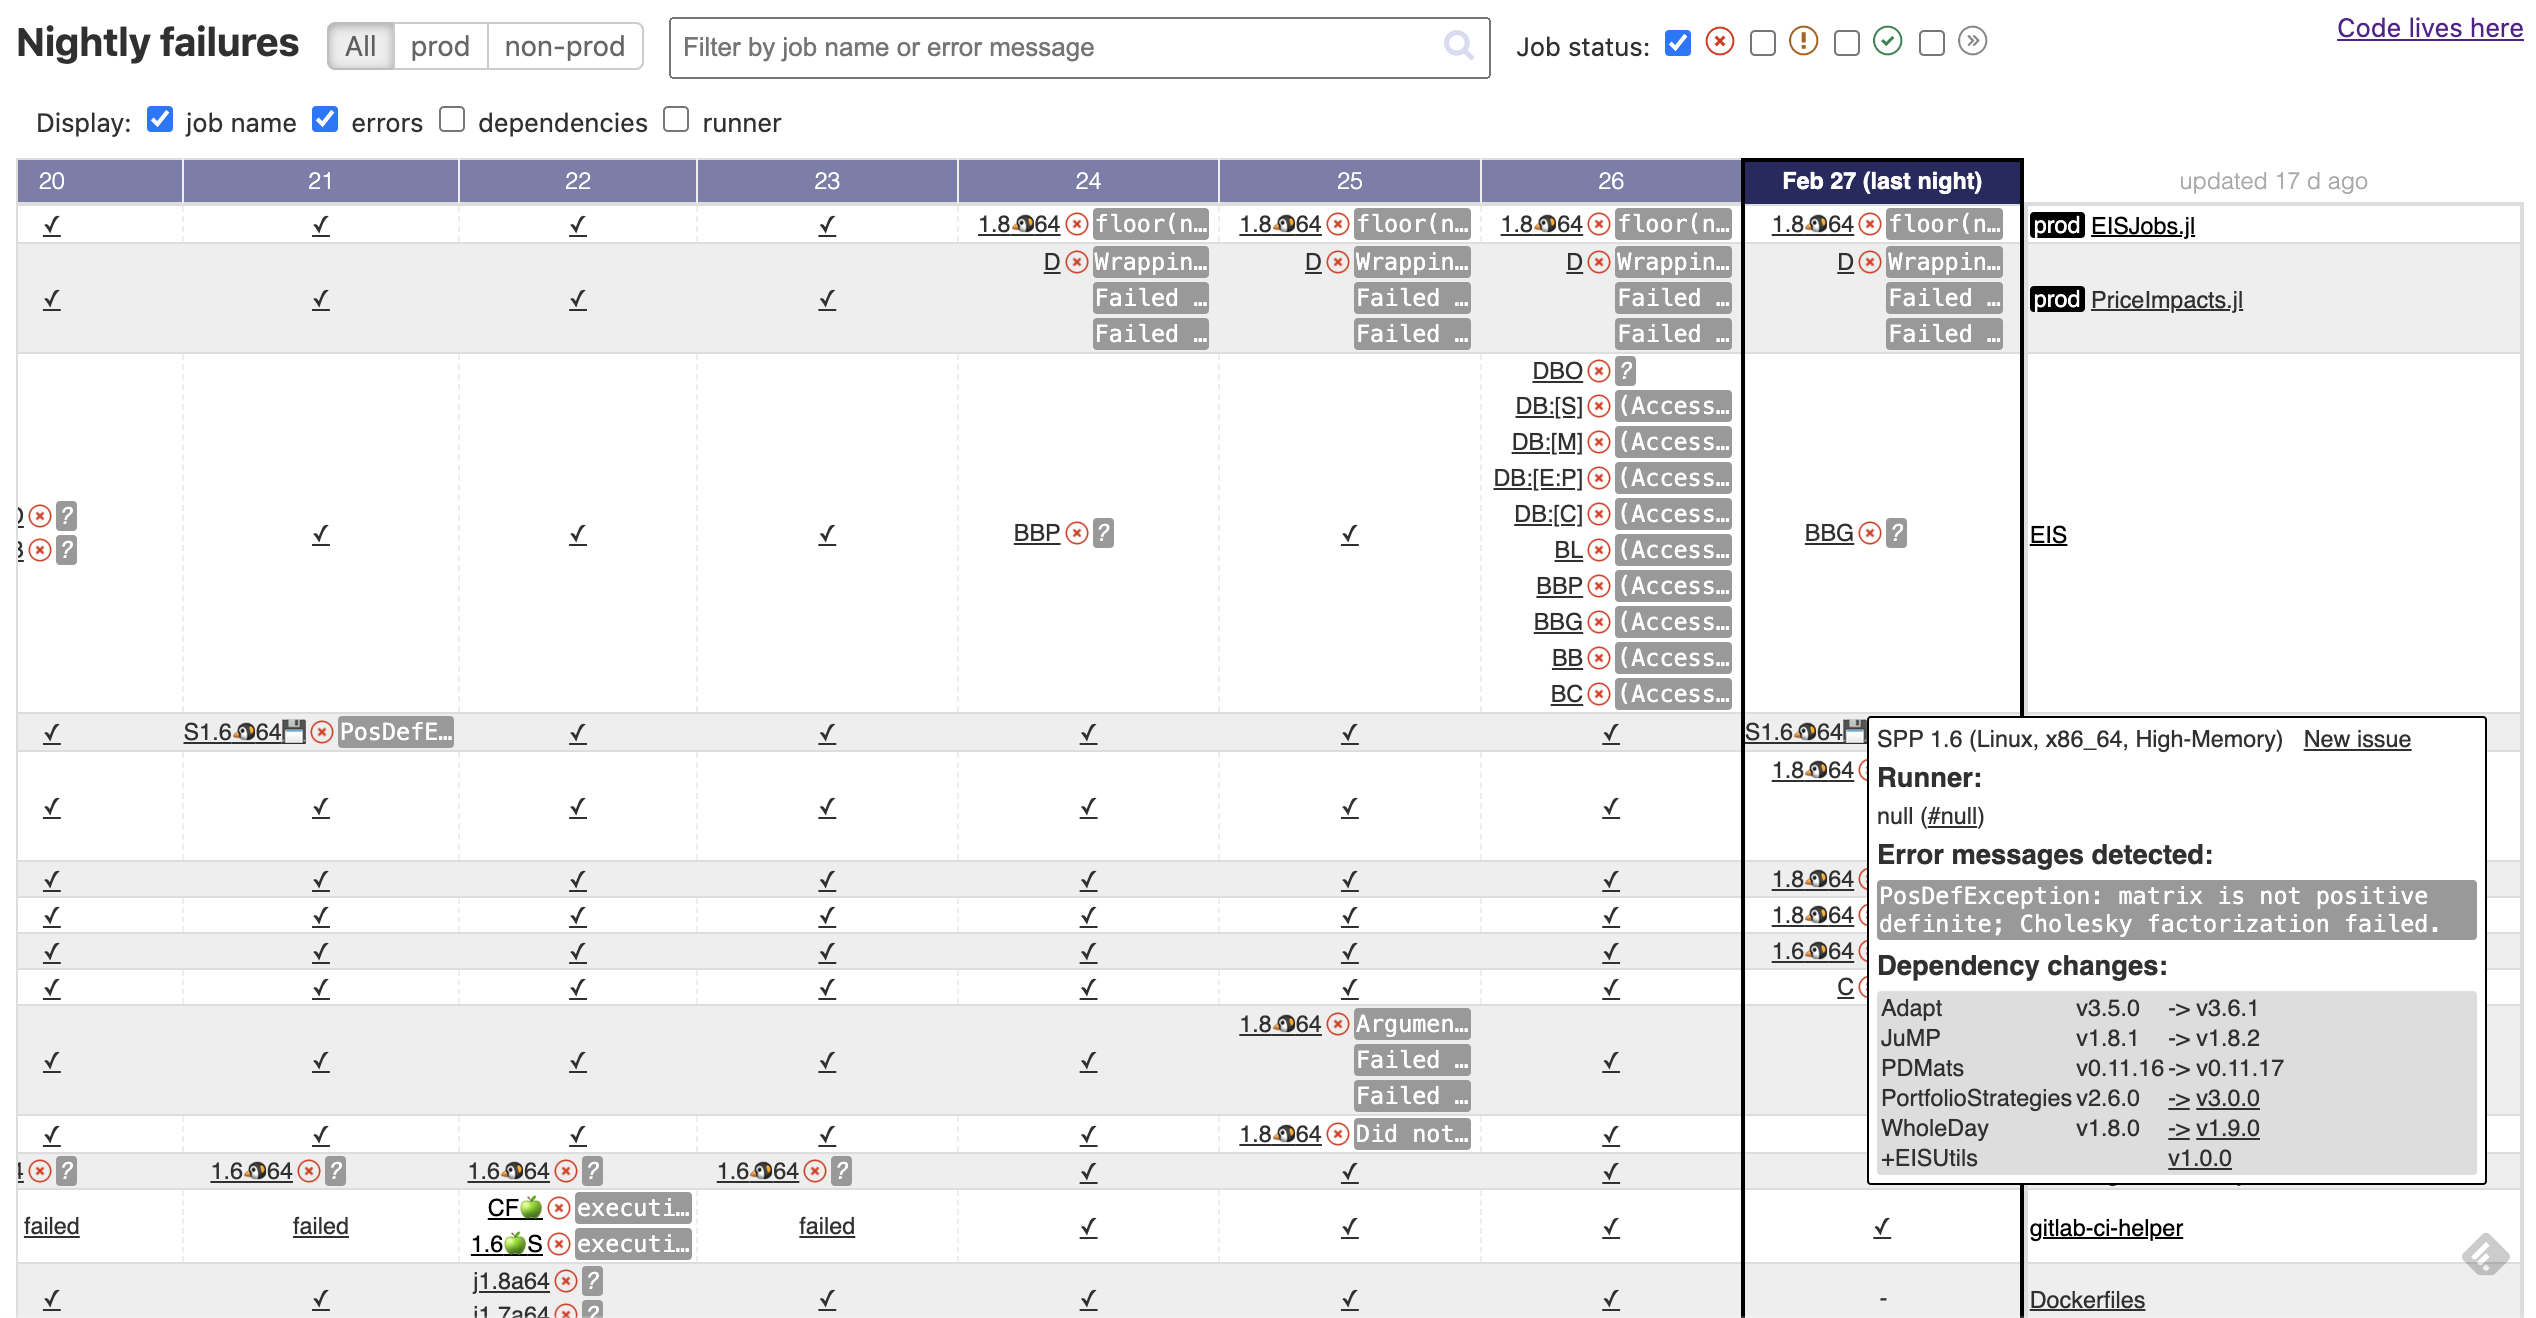 Nightly failures All prod non-prod Filter by job name or error message Job status: Code lives here
Display: job name errors dependencies runner
20 21 22 23 24 25 26 Feb 27 (last night) updated 17 d ago
✓ ✓ ✓ ✓ 1.8🐧64 floor(n… 1.8🐧64 floor(n… 1.8🐧64 floor(n… 1.8🐧64 floor(n… prod EISJobs.jl
D Wrappin… D Wrappin… D Wrappin… D Wrappin…
✓ ✓ ✓ ✓ Failed … Failed … Failed … Failed … prod PriceImpacts.jl
Failed … Failed … Failed … Failed …
DBO ?
DB:[S] (Access…
DB:[M] (Access…
DB:[E:P] (Access…
? DB:[C] (Access…
✓ ✓ ✓ BBP ? ✓ BBG ? EIS
? BL (Access…
BBP (Access…
BBG (Access…
BB (Access…
BC (Access…
✓ S1.6🐧64💾 PosDefE… ✓ ✓ ✓ ✓ ✓ S1.6🐧64💾
SPP 1.6 (Linux, x86_64, High-Memory) New issue
1.8🐧64
Runner:
✓ ✓ ✓ ✓ ✓ ✓ ✓
null (#null)
Error messages detected:
✓ ✓ ✓ ✓ ✓ ✓ ✓ 1.8🐧64
PosDefException: matrix is not positive
✓ ✓ ✓ ✓ ✓ ✓ ✓ 1.8🐧64
definite; Cholesky factorization failed.
✓ ✓ ✓ ✓ ✓ ✓ ✓ 1.6🐧64
Dependency changes:
✓ ✓ ✓ ✓ ✓ ✓ ✓ C
Adapt v3.5.0 -> v3.6.1
1.8🐧64 Argumen…
JuMP v1.8.1 -> v1.8.2
✓ ✓ ✓ ✓ ✓ Failed … ✓
PDMats v0.11.16 -> v0.11.17
Failed …
PortfolioStrategies v2.6.0 -> v3.0.0
✓ ✓ ✓ ✓ ✓ 1.8🐧64 Did not… ✓
WholeDay v1.8.0 -> v1.9.0
+EISUtils v1.0.0
? 1.6🐧64 ? 1.6🐧64 ? 1.6🐧64 ? ✓ ✓ ✓
CF🍏 executi…
failed failed failed ✓ ✓ ✓ ✓ gitlab-ci-helper
1.6🍏S executi…
j1.8a64 ?
✓ ✓ ✓ ✓ ✓ ✓ - Dockerfiles
j1.7a64 ?